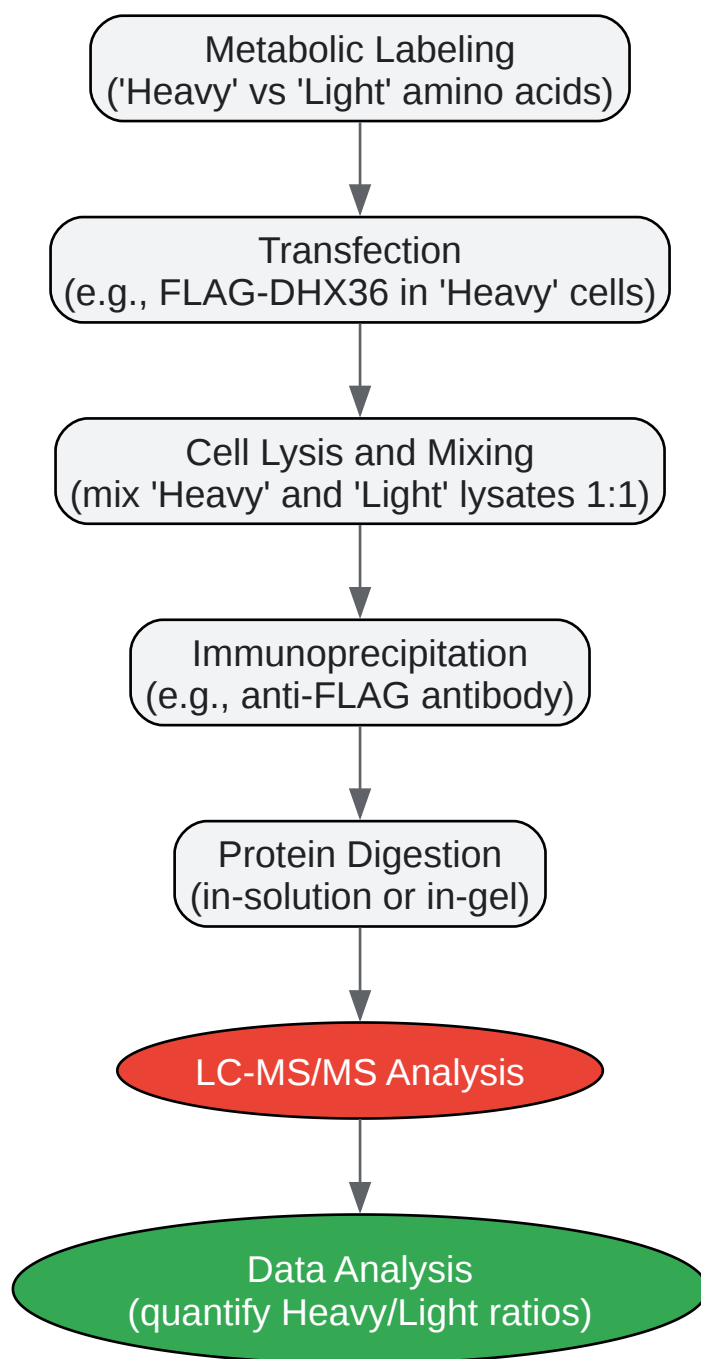 Metabolic Labeling
('Heavy' vs 'Light' amino acids)
Transfection
(e.g., FLAG-DHX36 in 'Heavy' cells)
Cell Lysis and Mixing
(mix 'Heavy' and 'Light' lysates 1:1)
Immunoprecipitation
(e.g., anti-FLAG antibody)
Protein Digestion
(in-solution or in-gel)
LC-MS/MS Analysis
Data Analysis
(quantify Heavy/Light ratios)